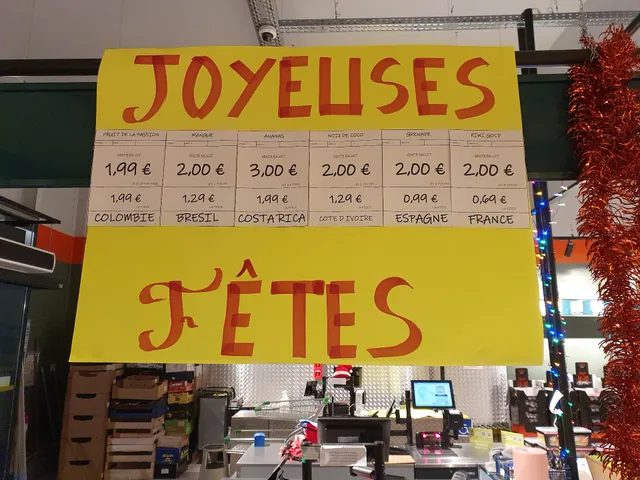 JOYEUSES
FRUIT DE LA PASSION MANGUE ANANAS NOIX DE COCO GRENADE KIWI GOLD
1,99 € 2,00 € 3,00 € 2,00 € 2,00 € 2,00 €
1,99 € 1.29 € 1,99 € 1,29 € 0,99 € 0,69 €
COLOMBIE BRESIL COSTA RICA COTE D IVOIRE ESPAGNE FRANCE
FÊTES